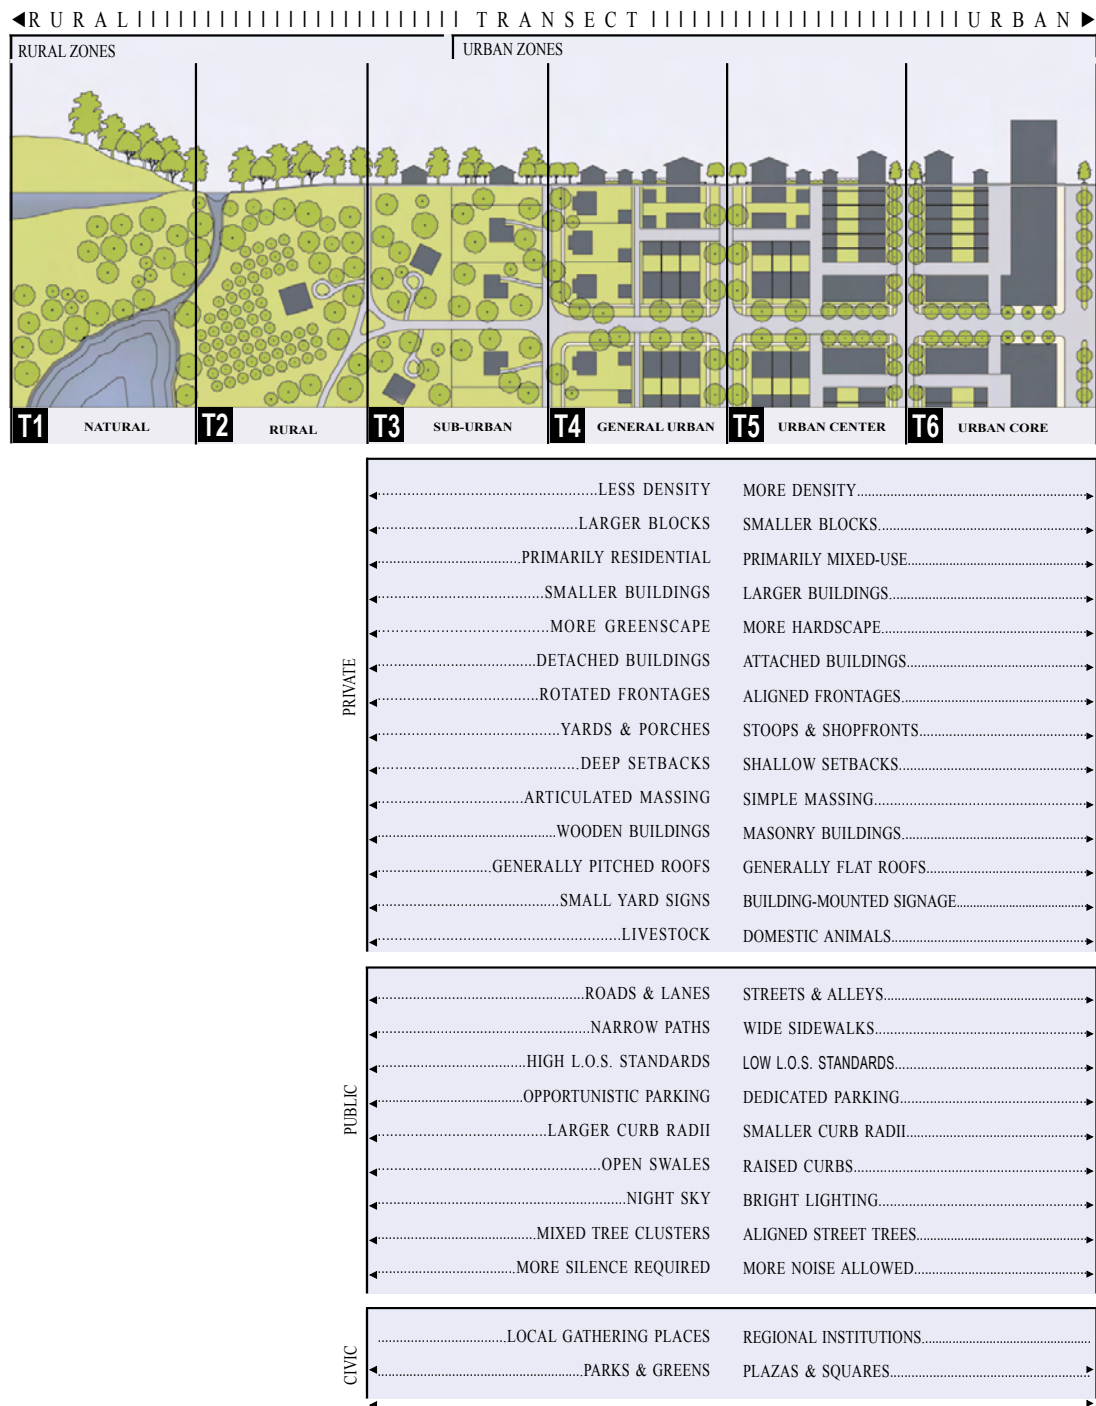 RURAL | | | | | | | | | | | | | | | | | | | | | | TRANSECT | | | | | | | | | | | | | | | | | | | | | URBAN
RURAL ZONES URBAN ZONES
T1 NATURAL T2 RURAL T3 SUB-URBAN T4 GENERAL URBAN T5 URBAN CENTER T6 URBAN CORE
PRIVATE
LESS DENSITY MORE DENSITY
LARGER BLOCKS SMALLER BLOCKS
PRIMARILY RESIDENTIAL PRIMARILY MIXED-USE
SMALLER BUILDINGS LARGER BUILDINGS
MORE GREENSCAPE MORE HARDSCAPE
DETACHED BUILDINGS ATTACHED BUILDINGS
ROTATED FRONTAGES ALIGNED FRONTAGES
YARDS & PORCHES STOOPS & SHOPFRONTS
DEEP SETBACKS SHALLOW SETBACKS
ARTICULATED MASSING SIMPLE MASSING
WOODEN BUILDINGS MASONRY BUILDINGS
GENERALLY PITCHED ROOFS GENERALLY FLAT ROOFS
SMALL YARD SIGNS BUILDING-MOUNTED SIGNAGE
LIVESTOCK DOMESTIC ANIMALS
PUBLIC
ROADS & LANES STREETS & ALLEYS
NARROW PATHS WIDE SIDEWALKS
HIGH L.O.S. STANDARDS LOW L.O.S. STANDARDS
OPPORTUNISTIC PARKING DEDICATED PARKING
LARGER CURB RADII SMALLER CURB RADII
OPEN SWALES RAISED CURBS
NIGHT SKY BRIGHT LIGHTING
MIXED TREE CLUSTERS ALIGNED STREET TREES
MORE SILENCE REQUIRED MORE NOISE ALLOWED
CIVIC
LOCAL GATHERING PLACES REGIONAL INSTITUTIONS
PARKS & GREENS PLAZAS & SQUARES